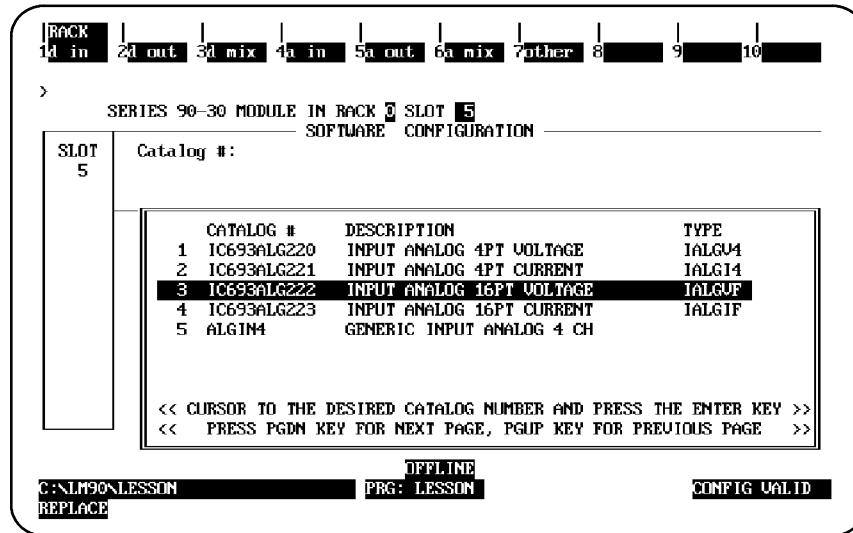 RACK
1d in 2d out 3d mix 4a in 5a out 6a mix 7other 8 9 10
>
SERIES 90-30 MODULE IN RACK 0 SLOT 5
SOFTWARE CONFIGURATION
SLOT Catalog #:
5
CATALOG # DESCRIPTION TYPE
1 IC693ALG220 INPUT ANALOG 4PT VOLTAGE IALGV4
2 IC693ALG221 INPUT ANALOG 4PT CURRENT IALGI4
3 IC693ALG222 INPUT ANALOG 16PT VOLTAGE IALGVF
4 IC693ALG223 INPUT ANALOG 16PT CURRENT IALGIF
5 ALGIN4 GENERIC INPUT ANALOG 4 CH
<< CURSOR TO THE DESIRED CATALOG NUMBER AND PRESS THE ENTER KEY >>
<< PRESS PGDN KEY FOR NEXT PAGE, PGUP KEY FOR PREVIOUS PAGE >>
OFFLINE
C:\LM90\LESSON PRG: LESSON CONFIG VALID
REPLACE